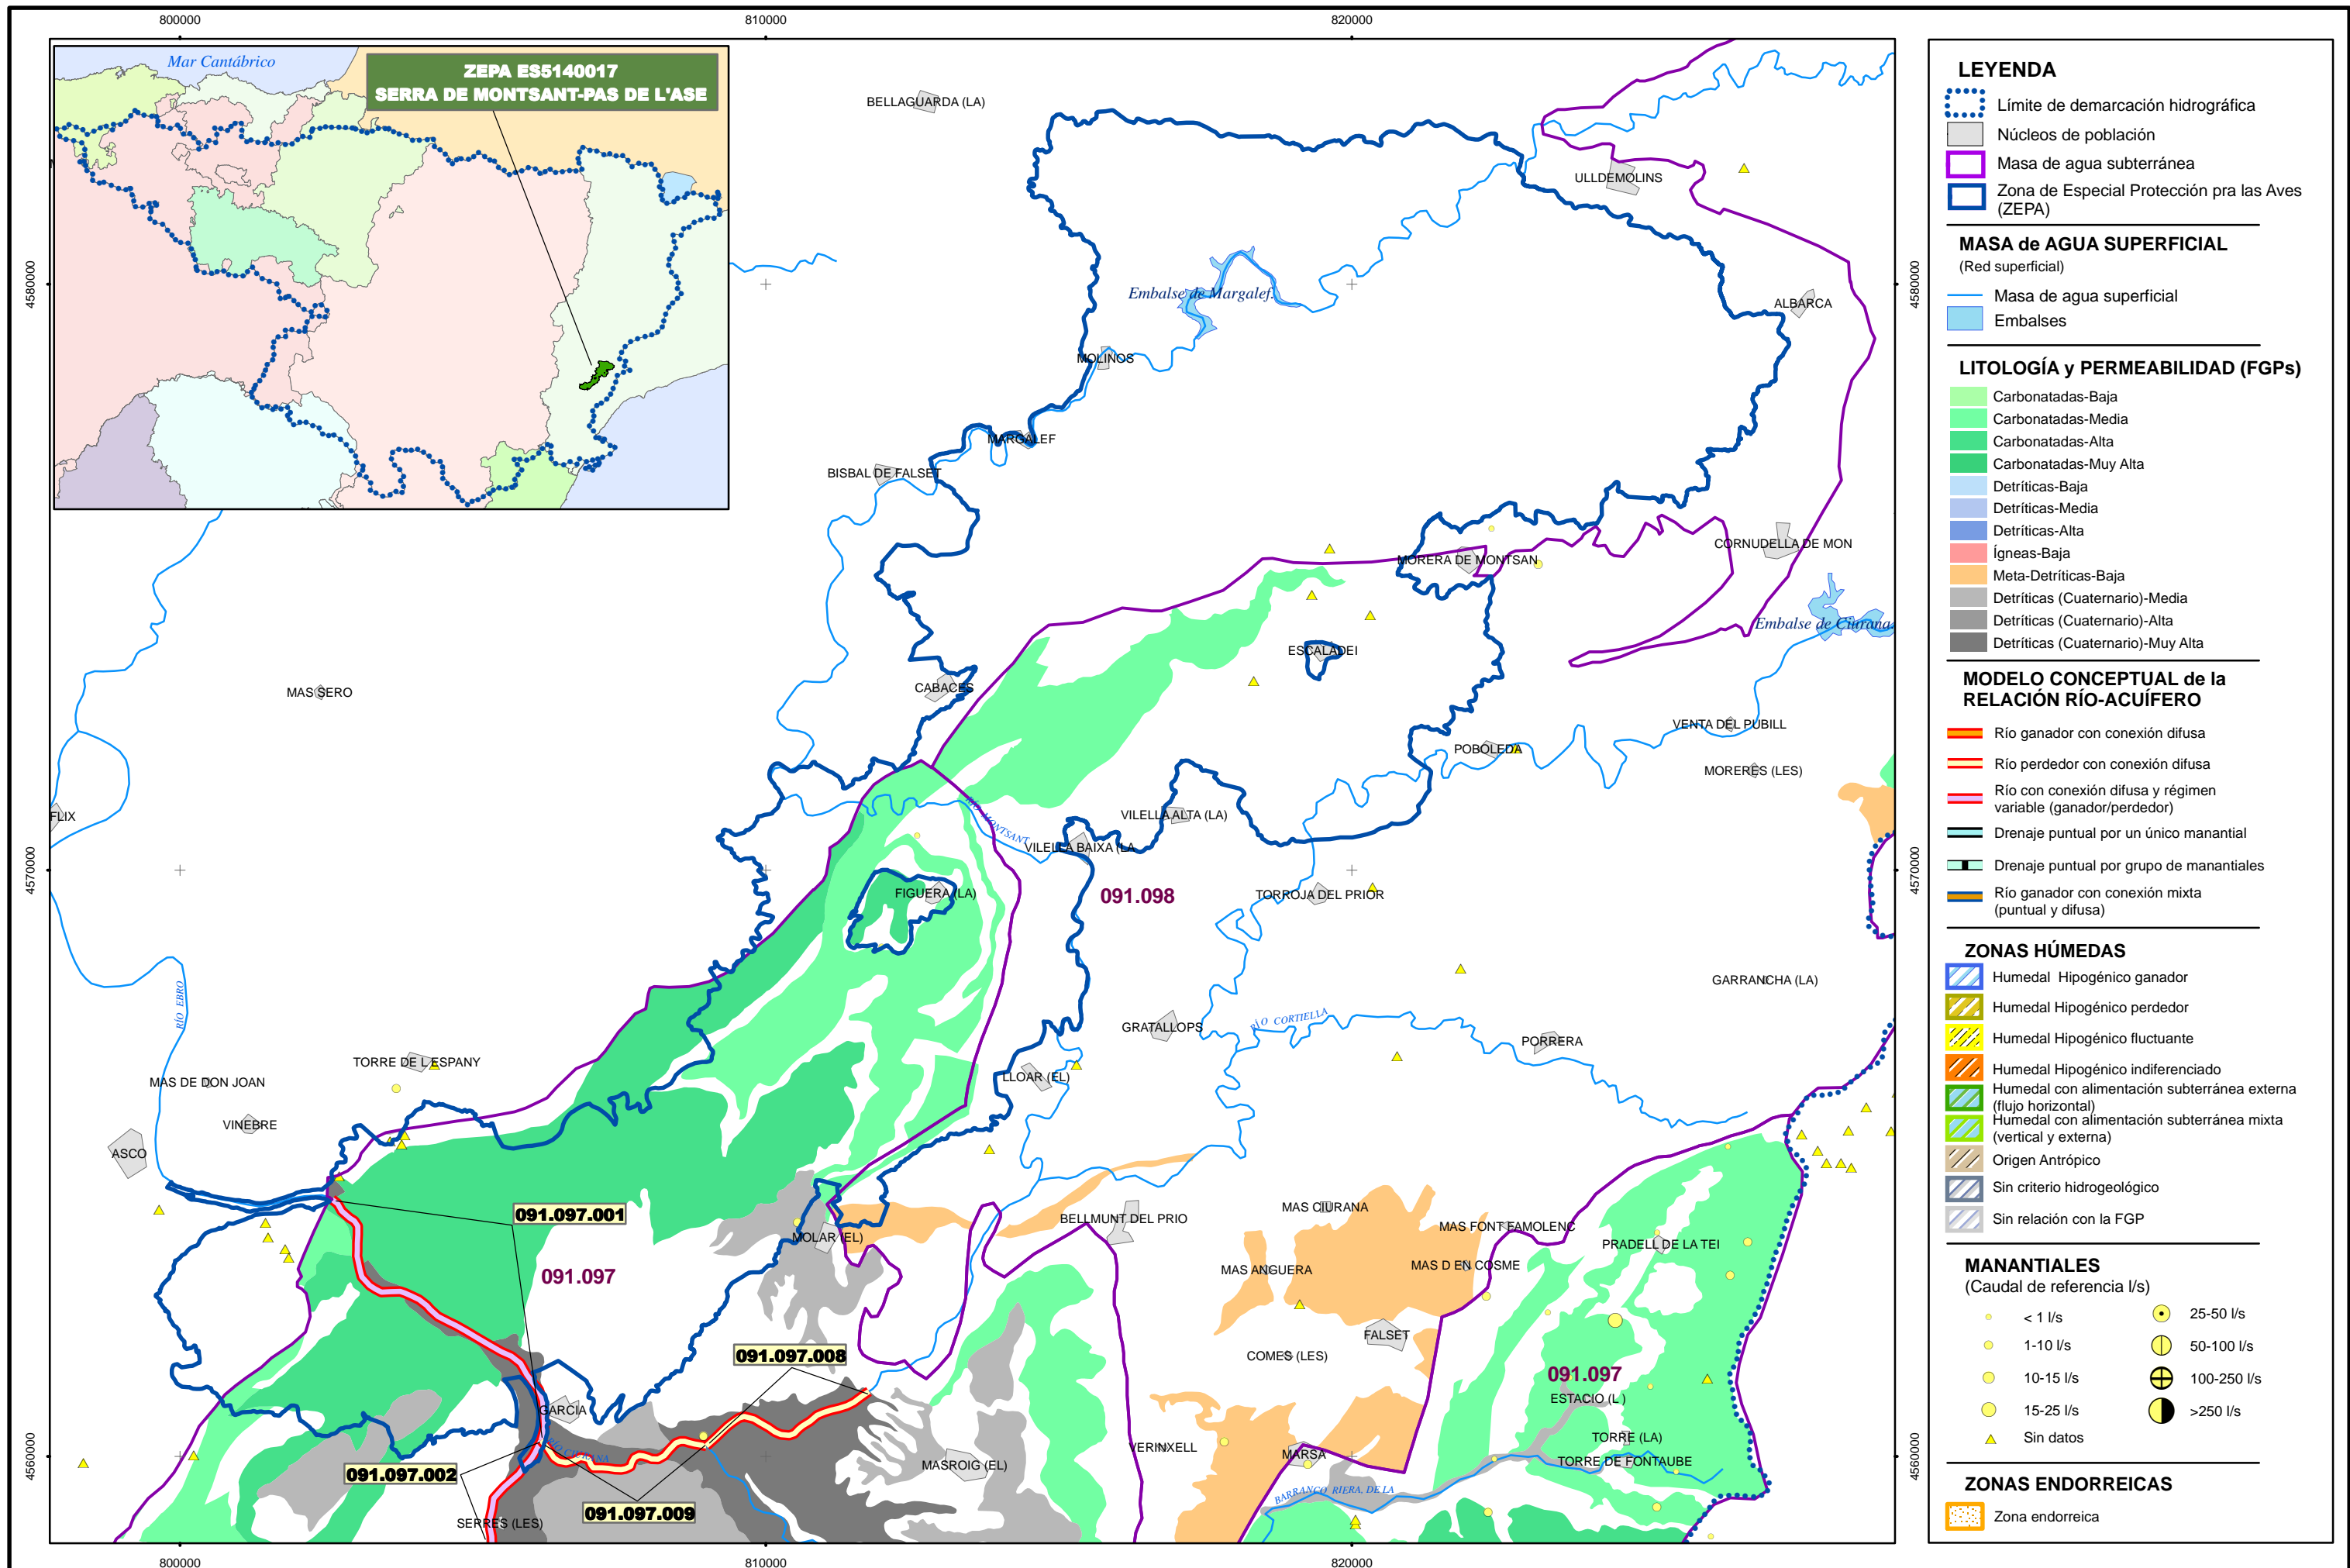 800000
810000
820000
Mar Cantábrico
ZEPA ES5140017
SERRA DE MONTSANT-PAS DE L'ASE
BELLAGUARDA (LA)
ULLDEMOLINS
4580000
4580000
Embalse de Margalef.
ALBARCA
MOLINOS
MARGALEF
BISBAL DE FALSET
CORNUDELLA DE MON
MORERA DE MONTSAN
Embalse de Ciurana.
ESCALADEI
CABACES
MAS SERO
VENTA DEL PUBILL
POBOLEDA
MORERES (LES)
FLIX
RÍO MONTSANT
VILELLA ALTA (LA)
VILELLA BAIXA (LA
4570000
4570000
FIGUERA (LA)
091.098
TORROJA DEL PRIOR
RÍO EBRO
GARRANCHA (LA)
GRATALLOPS
RÍO CORTIELLA
PORRERA
TORRE DE L ESPANY
MAS DE DON JOAN
LLOAR (EL)
VINEBRE
ASCO
091.097.001
MAS CIURANA
BELLMUNT DEL PRIO
MAS FONT FAMOLENC
MOLAR (EL)
PRADELL DE LA TEI
091.097
MAS ANGUERA
MAS D EN COSME
FALSET
091.097.008
COMES (LES)
091.097
ESTACIO (L )
GARCIA
TORRE (LA)
RÍO CIURANA
VERINXELL
MARSA
4560000
4560000
MASROIG (EL)
TORRE DE FONTAUBE
091.097.002
BARRANCO RIERA, DE LA
091.097.009
SERRES (LES)
800000
810000
820000
LEYENDA
Límite de demarcación hidrográfica
Núcleos de población
Masa de agua subterránea
Zona de Especial Protección pra las Aves
(ZEPA)
MASA de AGUA SUPERFICIAL
(Red superficial)
Masa de agua superficial
Embalses
LITOLOGÍA y PERMEABILIDAD (FGPs)
Carbonatadas-Baja
Carbonatadas-Media
Carbonatadas-Alta
Carbonatadas-Muy Alta
Detríticas-Baja
Detríticas-Media
Detríticas-Alta
Ígneas-Baja
Meta-Detríticas-Baja
Detríticas (Cuaternario)-Media
Detríticas (Cuaternario)-Alta
Detríticas (Cuaternario)-Muy Alta
MODELO CONCEPTUAL de la
RELACIÓN RÍO-ACUÍFERO
Río ganador con conexión difusa
Río perdedor con conexión difusa
Río con conexión difusa y régimen
variable (ganador/perdedor)
Drenaje puntual por un único manantial
Drenaje puntual por grupo de manantiales
Río ganador con conexión mixta
(puntual y difusa)
ZONAS HÚMEDAS
Humedal Hipogénico ganador
Humedal Hipogénico perdedor
Humedal Hipogénico fluctuante
Humedal Hipogénico indiferenciado
Humedal con alimentación subterránea externa
(flujo horizontal)
Humedal con alimentación subterránea mixta
(vertical y externa)
Origen Antrópico
Sin criterio hidrogeológico
Sin relación con la FGP
MANANTIALES
(Caudal de referencia l/s)
< 1 l/s
25-50 l/s
1-10 l/s
50-100 l/s
10-15 l/s
100-250 l/s
15-25 l/s
>250 l/s
Sin datos
ZONAS ENDORREICAS
Zona endorreica